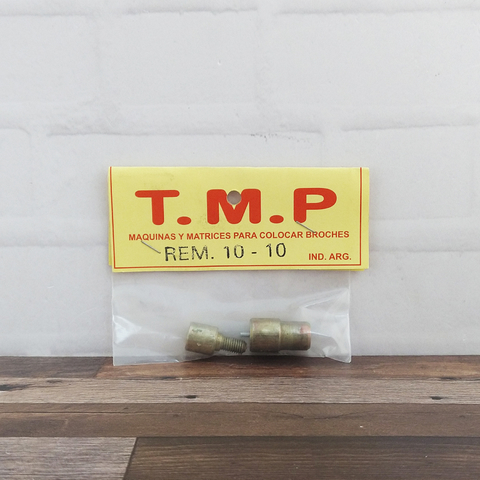 T.M.P
MAQUINAS Y MATRICES PARA COLOCAR BROCHES
REM. 10 - 10
IND. ARG.